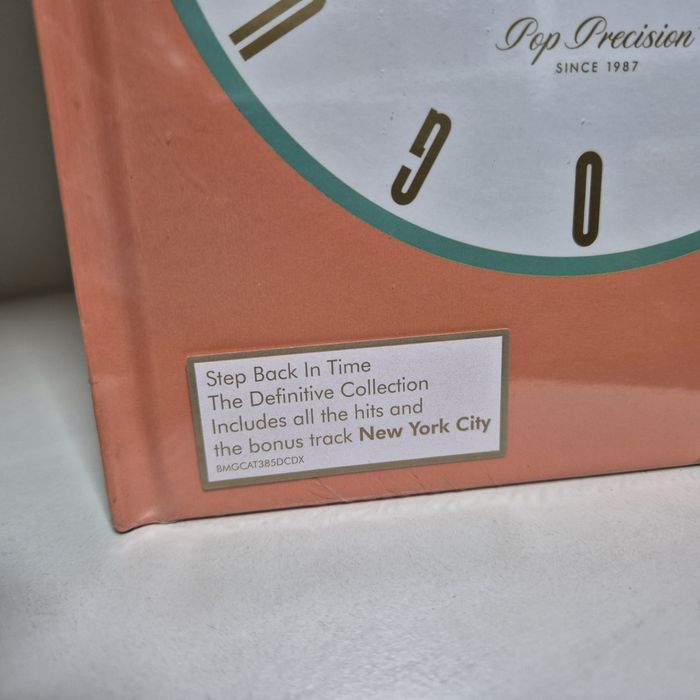 Pop Precision
SINCE 1987
Step Back In Time
The Definitive Collection
Includes all the hits and
the bonus track New York City
BMGCAT385DCDX